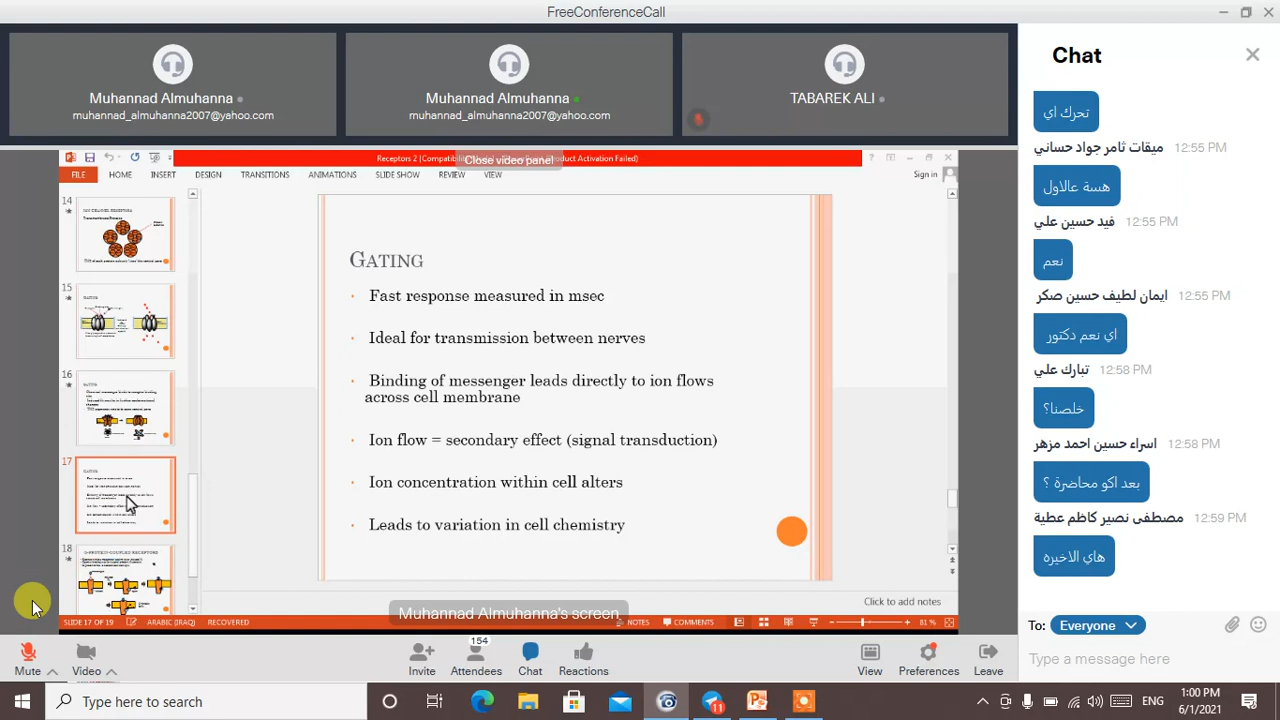 FreeConferenceCall
Muhannad Almuhanna
muhannad_almuhanna2007@yahoo.com
Muhannad Almuhanna
muhannad_almuhanna2007@yahoo.com
TABAREK ALI
Close video panel
FILE HOME INSERT DESIGN TRANSITIONS ANIMATIONS SLIDE SHOW REVIEW VIEW
Sign in
14
15
16
17
18
GATING
· Fast response measured in msec
· Ideal for transmission between nerves
· Binding of messenger leads directly to ion flows
across cell membrane
· Ion flow = secondary effect (signal transduction)
· Ion concentration within cell alters
· Leads to variation in cell chemistry
Click to add notes
Muhannad Almuhanna's screen
SLIDE 17 OF 19 ARABIC (IRAQ) RECOVERED
NOTES COMMENTS 81 %
Mute Video Invite 154 Attendees Chat Reactions View Preferences Leave
Chat
تحرك اي
ميقات ثامر جواد حساني 12:55 PM
هسة عالاول
فيد حسين علي 12:55 PM
نعم
ايمان لطيف حسين صكر 12:55 PM
اي نعم دكتور
تبارك علي 12:58 PM
خلصنا؟
اسراء حسين احمد مزهر 12:58 PM
بعد اكو محاضرة ؟
مصطفى نصير كاظم عطية 12:59 PM
هاي الاخيره
To: Everyone
Type a message here
Type here to search
11
ENG
1:00 PM
6/1/2021